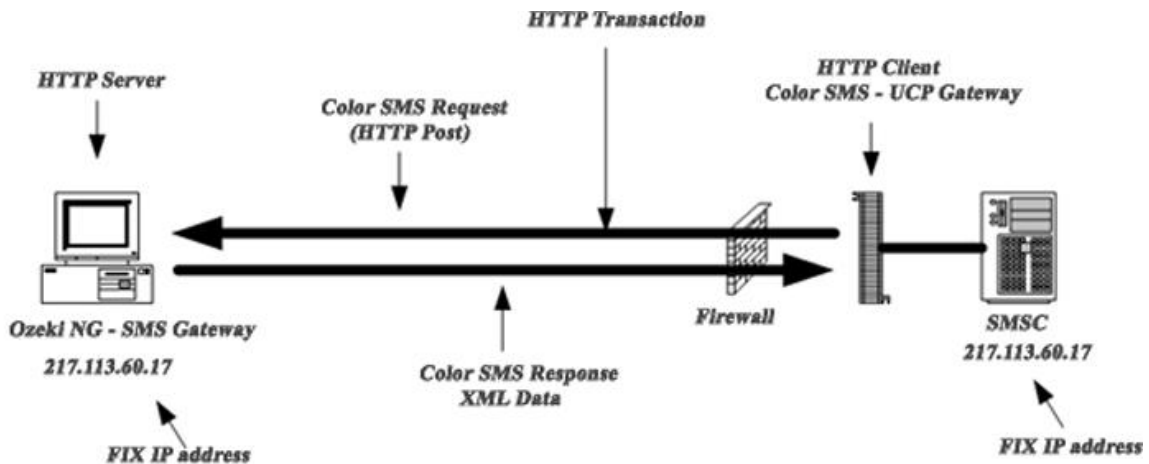 HTTP Transaction
HTTP Server
HTTP Client
Color SMS - UCP Gateway
Color SMS Request
(HTTP Post)
Firewall
Ozeki NG - SMS Gateway
217.113.60.17
SMSC
217.113.60.17
Color SMS Response
XML Data
FIX IP address
FIX IP address